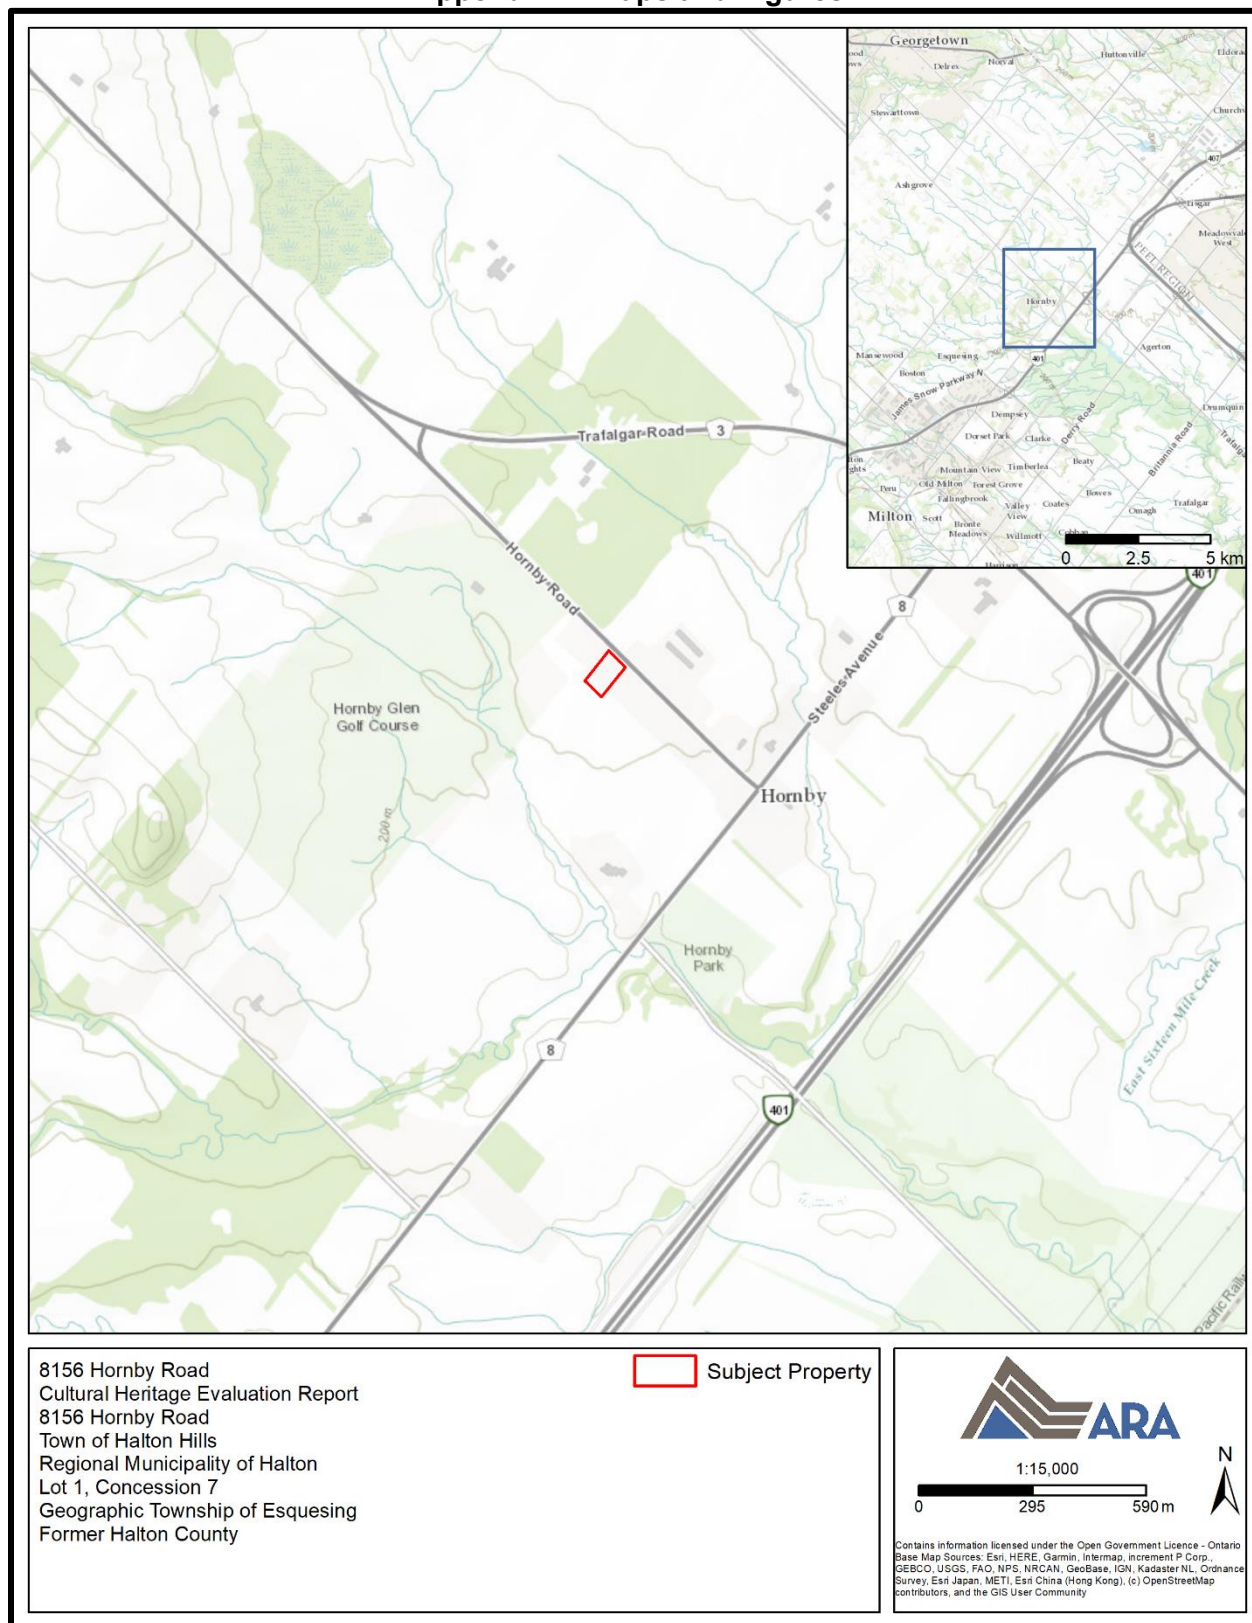 Georgetown
Delrex
Norval
Huttonville
Stewarttown
Ashgrove
407
Lisgar
Meadowvale
West
PEEL REGION
Hornby
Mansewood
Esquesing
401
Agerton
Boston
James Snow Parkway N
Dempsey
Drumquin
Dorset Park
Clarke
Derry Road
Britannia Road
Mountain View
Timberlea
Beaty
Peru
Old Milton
Forest Grove
Fallingbrook
Bowes
Valley
View
Coates
Trafalgar
Omagh
Milton
Scott
Bronte
Meadows
Willmott
0 2.5 5 km
Trafalgar Road
3
Hornby Road
401
8
Steeles Avenue
Hornby Glen
Golf Course
Hornby
200 m
Hornby
Park
East Sixteen Mile Creek
8
401
8156 Hornby Road
Cultural Heritage Evaluation Report
8156 Hornby Road
Town of Halton Hills
Regional Municipality of Halton
Lot 1, Concession 7
Geographic Township of Esquesing
Former Halton County
Subject Property
ARA
N
1:15,000
0 295 590 m
Contains information licensed under the Open Government Licence - Ontario
Base Map Sources: Esri, HERE, Garmin, Intermap, increment P Corp.,
GEBCO, USGS, FAO, NPS, NRCAN, GeoBase, IGN, Kadaster NL, Ordnance
Survey, Esri Japan, METI, Esri China (Hong Kong), (c) OpenStreetMap
contributors, and the GIS User Community